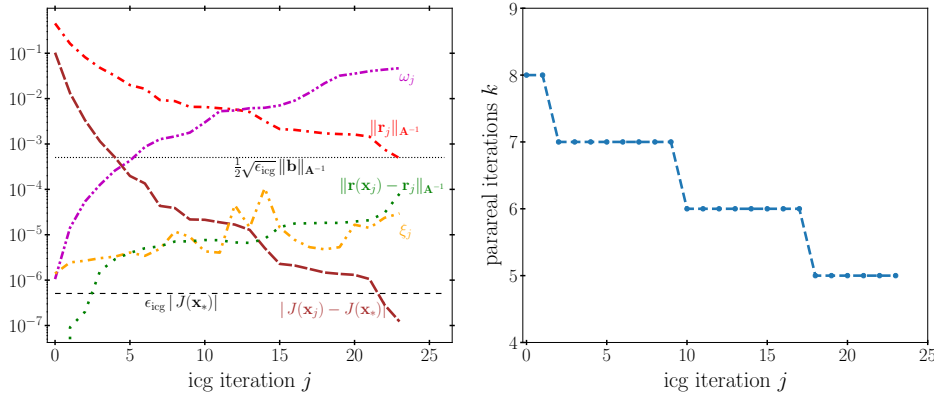 10⁻¹
10⁻²
10⁻³
10⁻⁴
10⁻⁵
10⁻⁶
10⁻⁷
ω_j
‖r_j‖_{A⁻¹}
½√ε_icg ‖b‖_{A⁻¹}
‖r(x_j) − r_j‖_{A⁻¹}
ξ_j
ε_icg |J(x_*)|
|J(x_j) − J(x_*)|
0 5 10 15 20 25
icg iteration j
parareal iterations k
9
8
7
6
5
4
0 5 10 15 20 25
icg iteration j